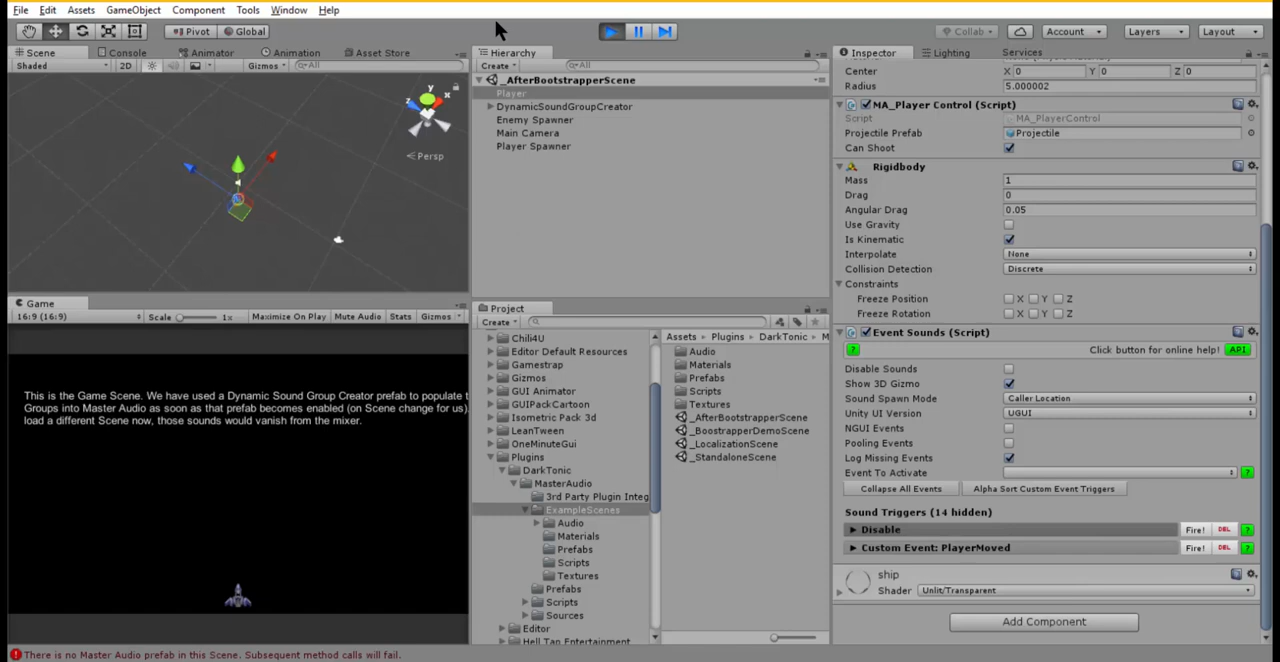 File Edit Assets GameObject Component Tools Window Help
Pivot Global Collab Account Layers Layout
Scene Console Animator Animation Asset Store
Shaded 2D Gizmos All
y
x
z
Persp
Game
16:9 (16:9) Scale 1x Maximize On Play Mute Audio Stats Gizmos
This is the Game Scene. We have used a Dynamic Sound Group Creator prefab to populate t
Groups into Master Audio as soon as that prefab becomes enabled (on Scene change for us).
load a different Scene now, those sounds would vanish from the mixer.
Hierarchy
Create All
_AfterBootstrapperScene
Player
DynamicSoundGroupCreator
Enemy Spawner
Main Camera
Player Spawner
Project
Create
Chili4U
Editor Default Resources
Gamestrap
Gizmos
GUI Animator
GUIPackCartoon
Isometric Pack 3d
LeanTween
OneMinuteGui
Plugins
DarkTonic
MasterAudio
3rd Party Plugin Integ
ExampleScenes
Audio
Materials
Prefabs
Scripts
Textures
Prefabs
Scripts
Sources
Editor
Hell Tap Entertainment
Assets Plugins DarkTonic M
Audio
Materials
Prefabs
Scripts
Textures
_AfterBootstrapperScene
_BoostrapperDemoScene
_LocalizationScene
_StandaloneScene
Inspector Lighting Services
Center X 0 Y 0 Z 0
Radius 5.000002
MA_Player Control (Script)
Script MA_PlayerControl
Projectile Prefab Projectile
Can Shoot
Rigidbody
Mass 1
Drag 0
Angular Drag 0.05
Use Gravity
Is Kinematic
Interpolate None
Collision Detection Discrete
Constraints
Freeze Position X Y Z
Freeze Rotation X Y Z
Event Sounds (Script)
? Click button for online help! API
Disable Sounds
Show 3D Gizmo
Sound Spawn Mode Caller Location
Unity UI Version UGUI
NGUI Events
Pooling Events
Log Missing Events
Event To Activate ?
Collapse All Events Alpha Sort Custom Event Triggers
Sound Triggers (14 hidden)
Disable Fire! DEL ?
Custom Event: PlayerMoved Fire! DEL ?
ship
Shader Unlit/Transparent
Add Component
There is no Master Audio prefab in this Scene. Subsequent method calls will fail.